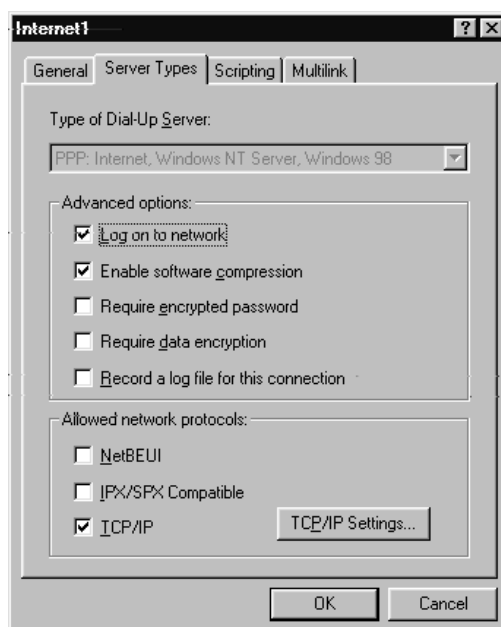 Internet1
General Server Types Scripting Multilink
Type of Dial-Up Server:
PPP: Internet, Windows NT Server, Windows 98
Advanced options:
Log on to network
Enable software compression
Require encrypted password
Require data encryption
Record a log file for this connection
Allowed network protocols:
NetBEUI
IPX/SPX Compatible
TCP/IP TCP/IP Settings...
OK Cancel